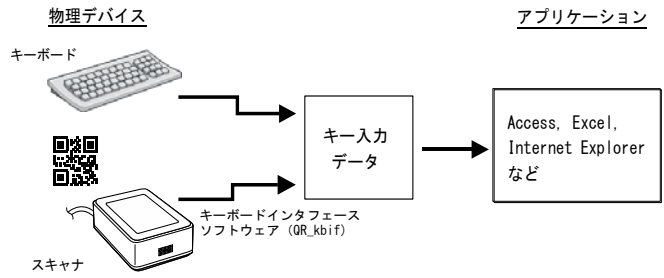 物理デバイス
アプリケーション
キーボード
キー入力
データ
Access, Excel,
Internet Explorer
など
キーボードインタフェース
ソフトウェア (QR_kbif)
スキャナ